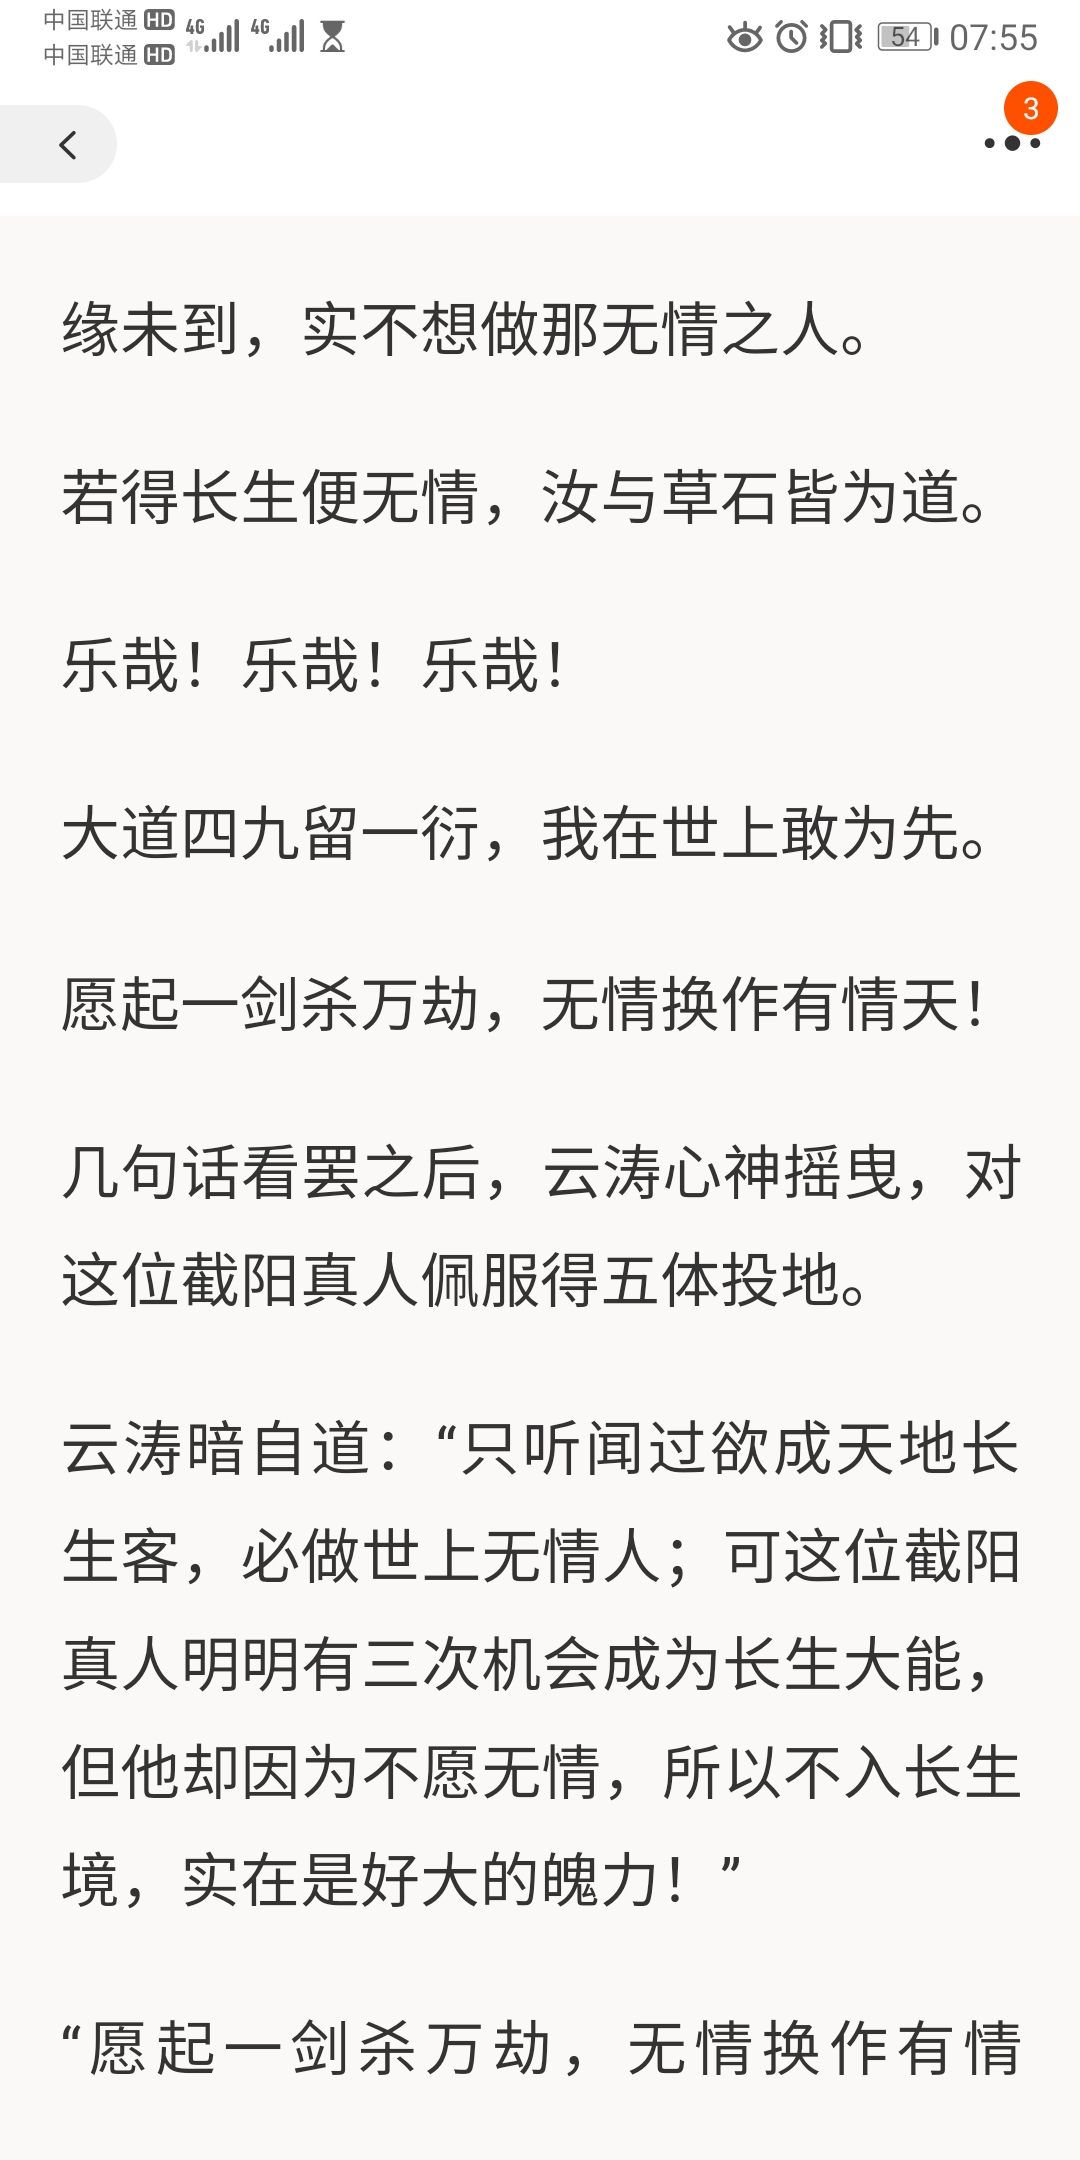 中国联通 HD 4G 4G 54 07:55
中国联通 HD
3
缘未到，实不想做那无情之人。
若得长生便无情，汝与草石皆为道。
乐哉！乐哉！乐哉！
大道四九留一衍，我在世上敢为先。
愿起一剑杀万劫，无情换作有情天！
几句话看罢之后，云涛心神摇曳，对
这位截阳真人佩服得五体投地。
云涛暗自道：“只听闻过欲成天地长
生客，必做世上无情人；可这位截阳
真人明明有三次机会成为长生大能，
但他却因为不愿无情，所以不入长生
境，实在是好大的魄力！”
“愿起一剑杀万劫，无情换作有情